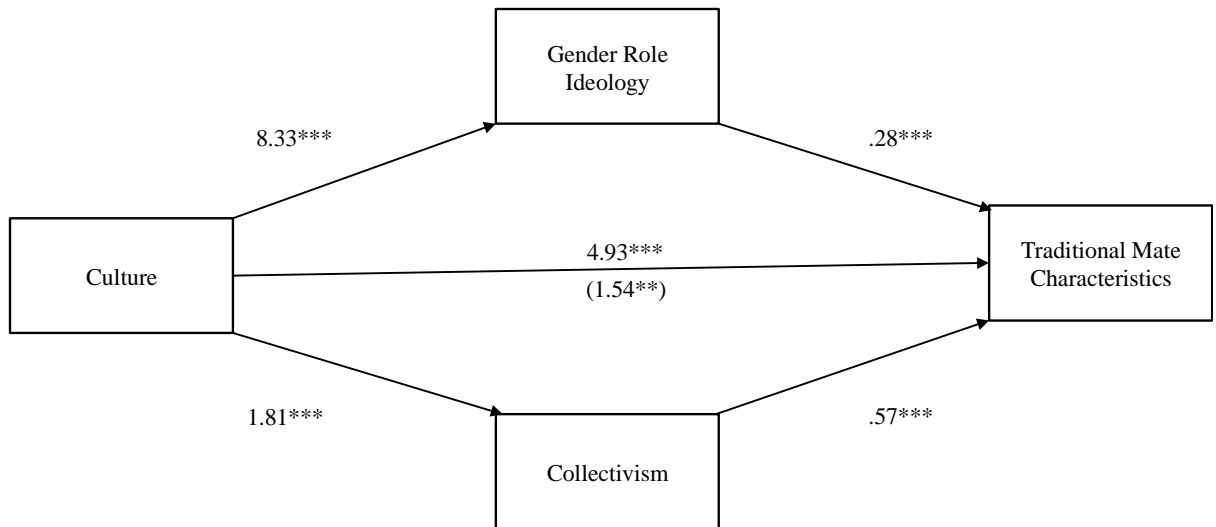 Gender Role
Ideology
8.33***
.28***
Culture
4.93***
(1.54**)
Traditional Mate
Characteristics
1.81***
.57***
Collectivism